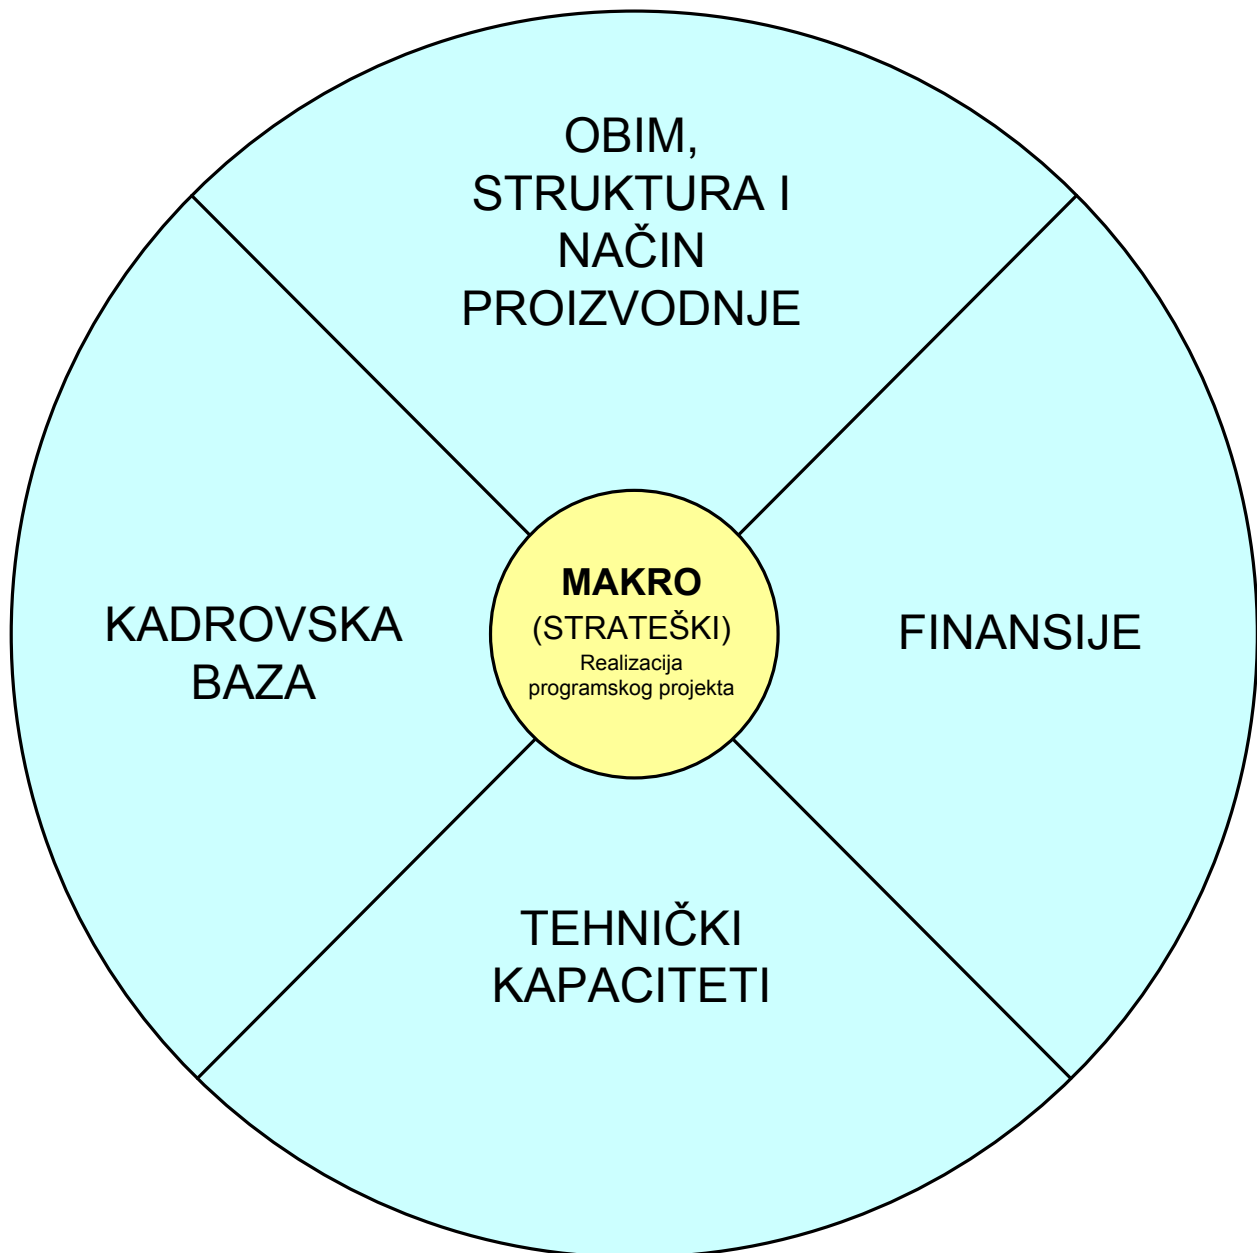 OBIM,
STRUKTURA I
NAČIN
PROIZVODNJE
KADROVSKA
BAZA
MAKRO
(STRATEŠKI)
Realizacija
programskog projekta
FINANSIJE
TEHNIČKI
KAPACITETI